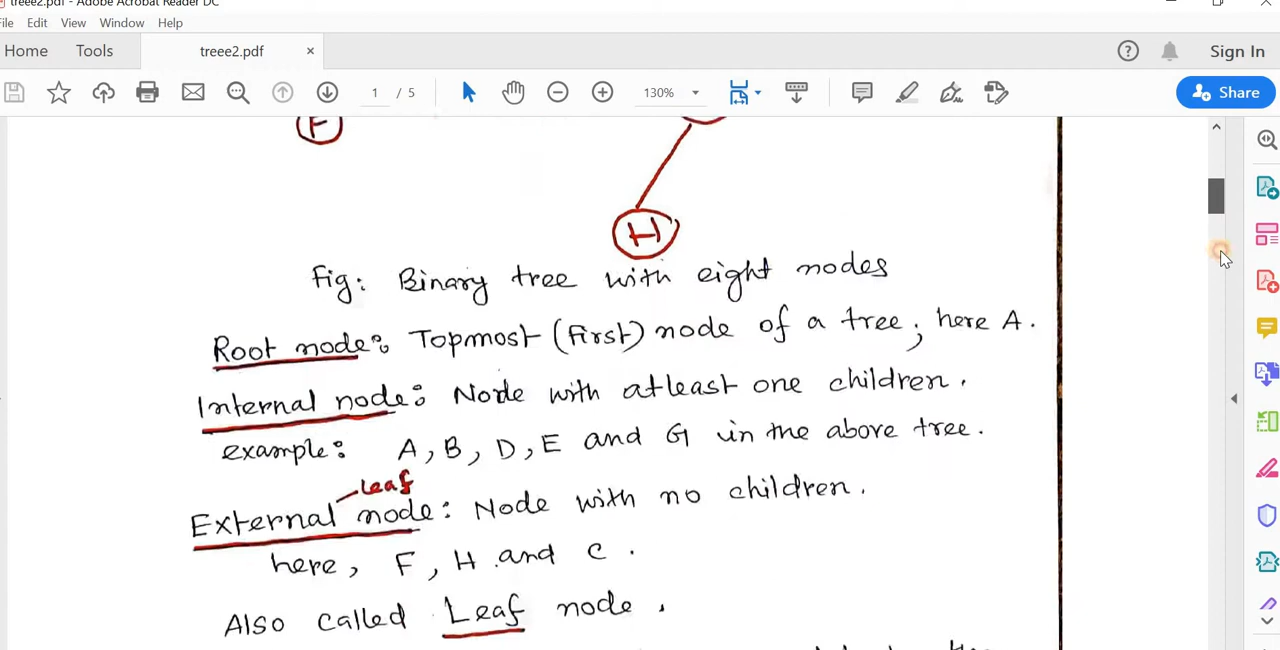 treee2.pdf - Adobe Acrobat Reader DC
File Edit View Window Help
Home Tools treee2.pdf × Sign In
1 / 5 130% Share
F
H
Fig: Binary tree with eight nodes
Root node: Topmost (first) node of a tree; here A.
Internal node: Node with atleast one children.
example: A, B, D, E and G in the above tree.
leaf
External node: Node with no children.
here, F, H and C.
Also called Leaf node.